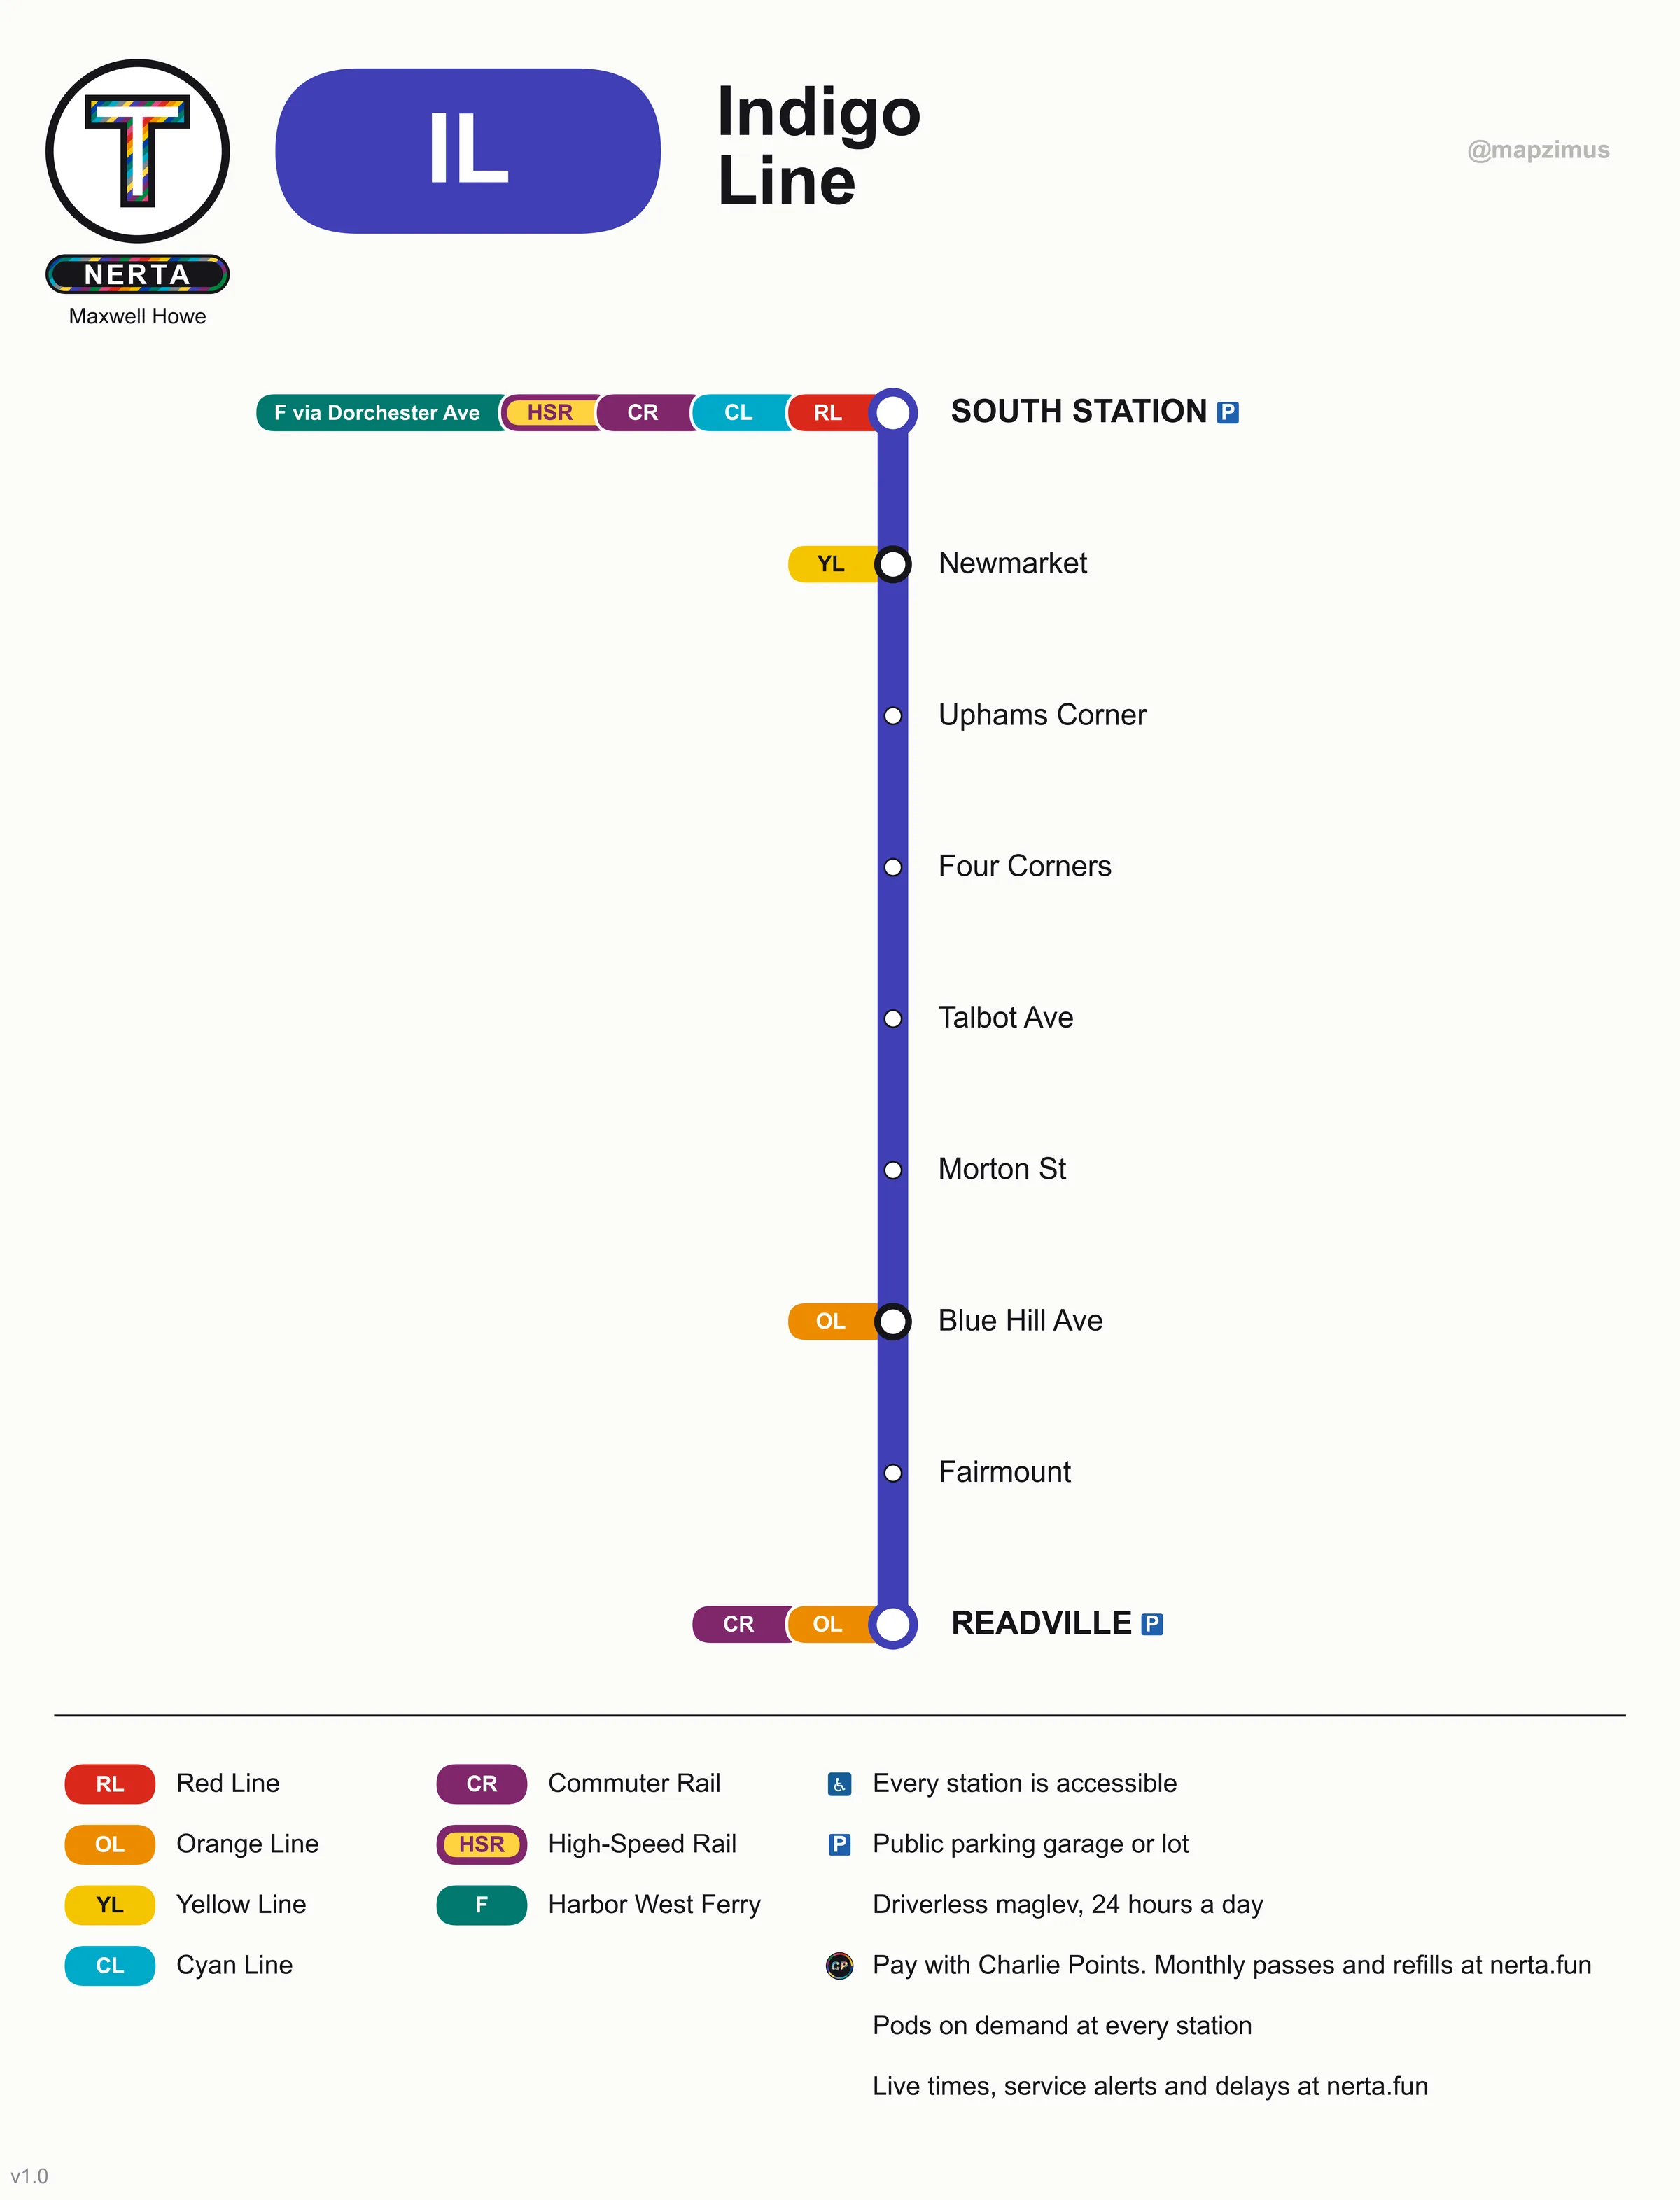 T
NERTA
Maxwell Howe
IL
Indigo
Line
@mapzimus
F via Dorchester Ave HSR CR CL RL SOUTH STATION P
YL Newmarket
Uphams Corner
Four Corners
Talbot Ave
Morton St
OL Blue Hill Ave
Fairmount
CR OL READVILLE P
RL Red Line
OL Orange Line
YL Yellow Line
CL Cyan Line
CR Commuter Rail
HSR High-Speed Rail
F Harbor West Ferry
Every station is accessible
P Public parking garage or lot
Driverless maglev, 24 hours a day
CP Pay with Charlie Points. Monthly passes and refills at nerta.fun
Pods on demand at every station
Live times, service alerts and delays at nerta.fun
v1.0